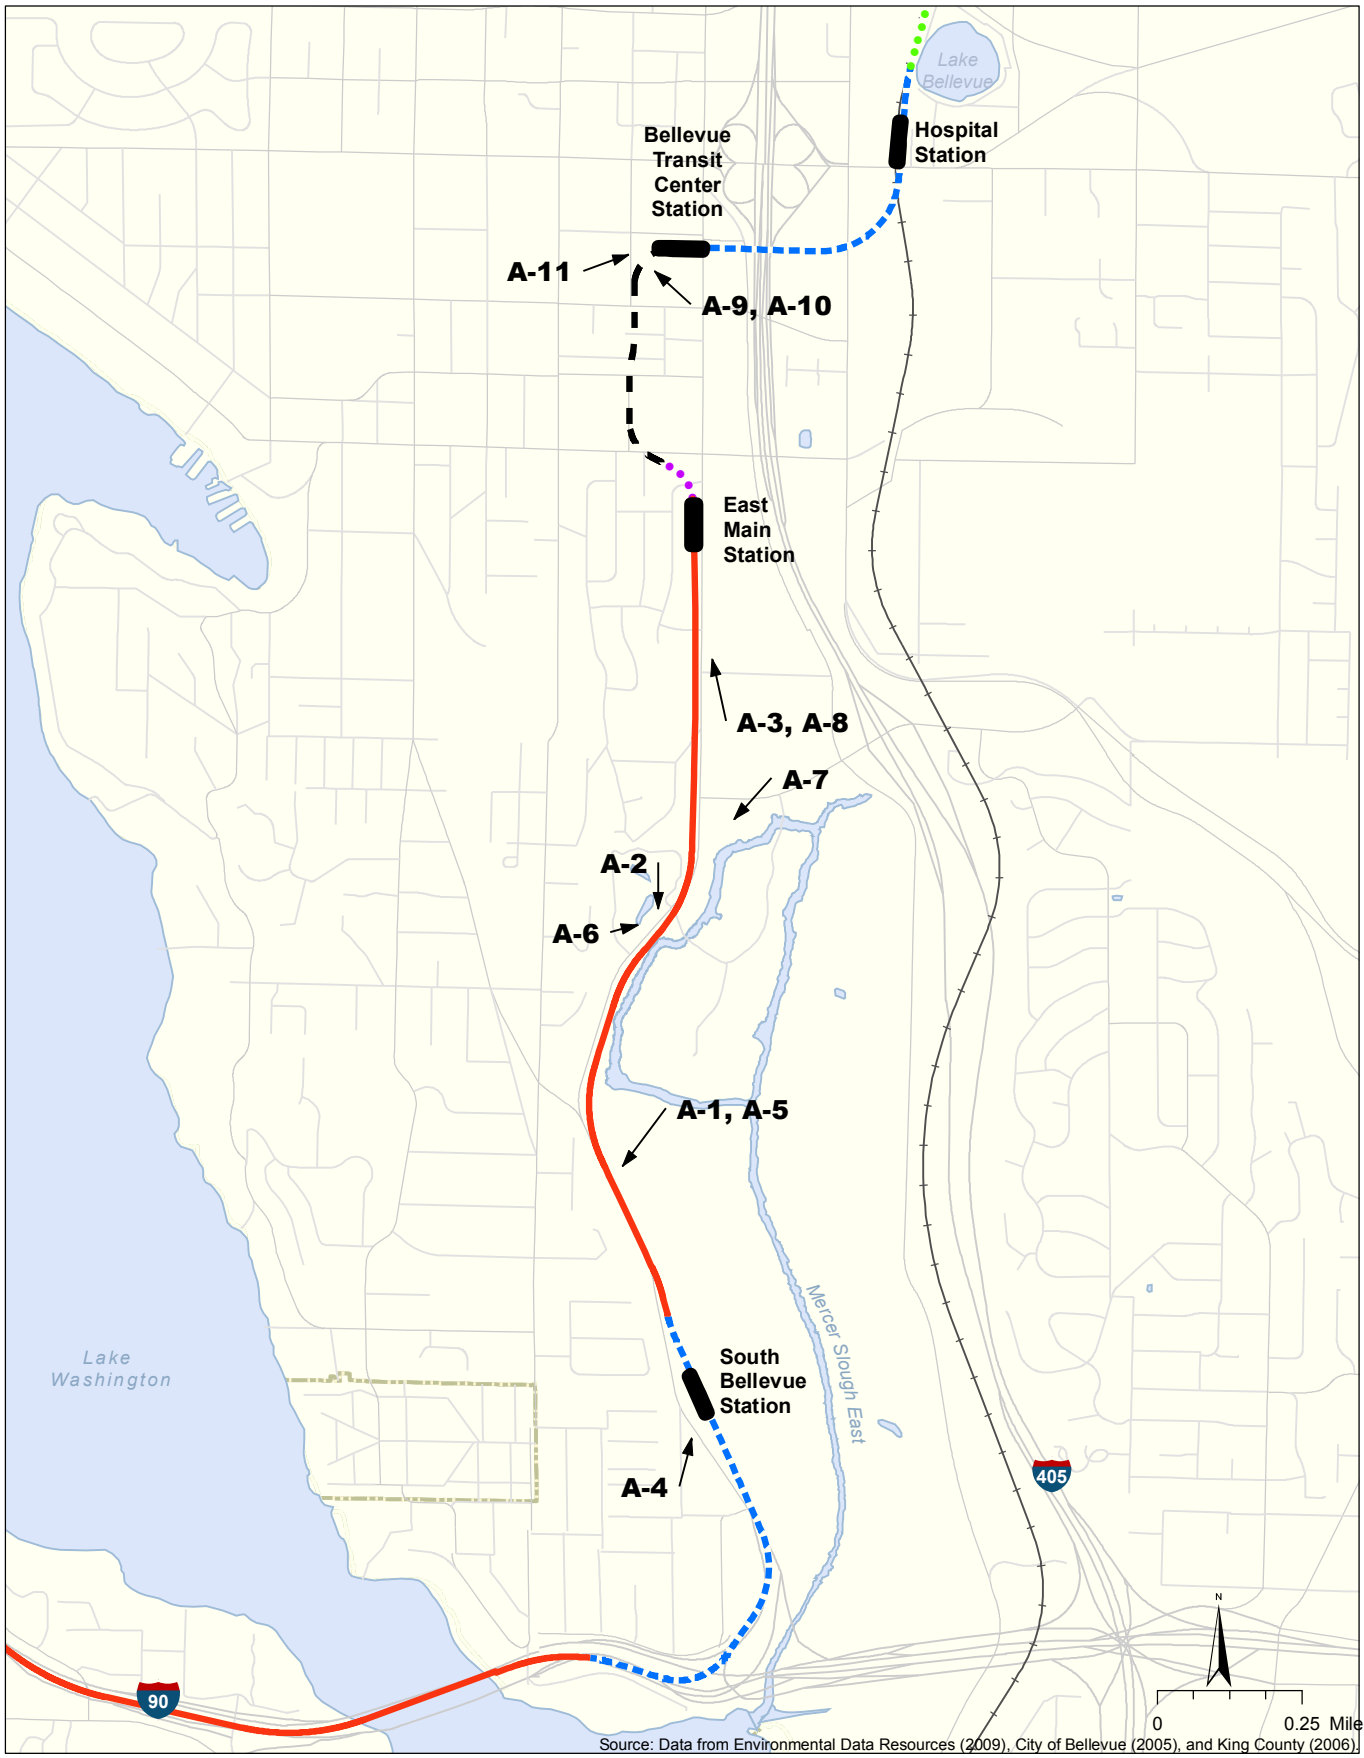 Lake
Bellevue
Hospital
Station
Bellevue
Transit
Center
Station
A-11
A-9, A-10
East
Main
Station
A-3, A-8
A-7
A-2
A-6
A-1, A-5
Mercer Slough East
Lake
Washington
South
Bellevue
Station
A-4
405
90
N
0 0.25 Mile
Source: Data from Environmental Data Resources (2009), City of Bellevue (2005), and King County (2006).